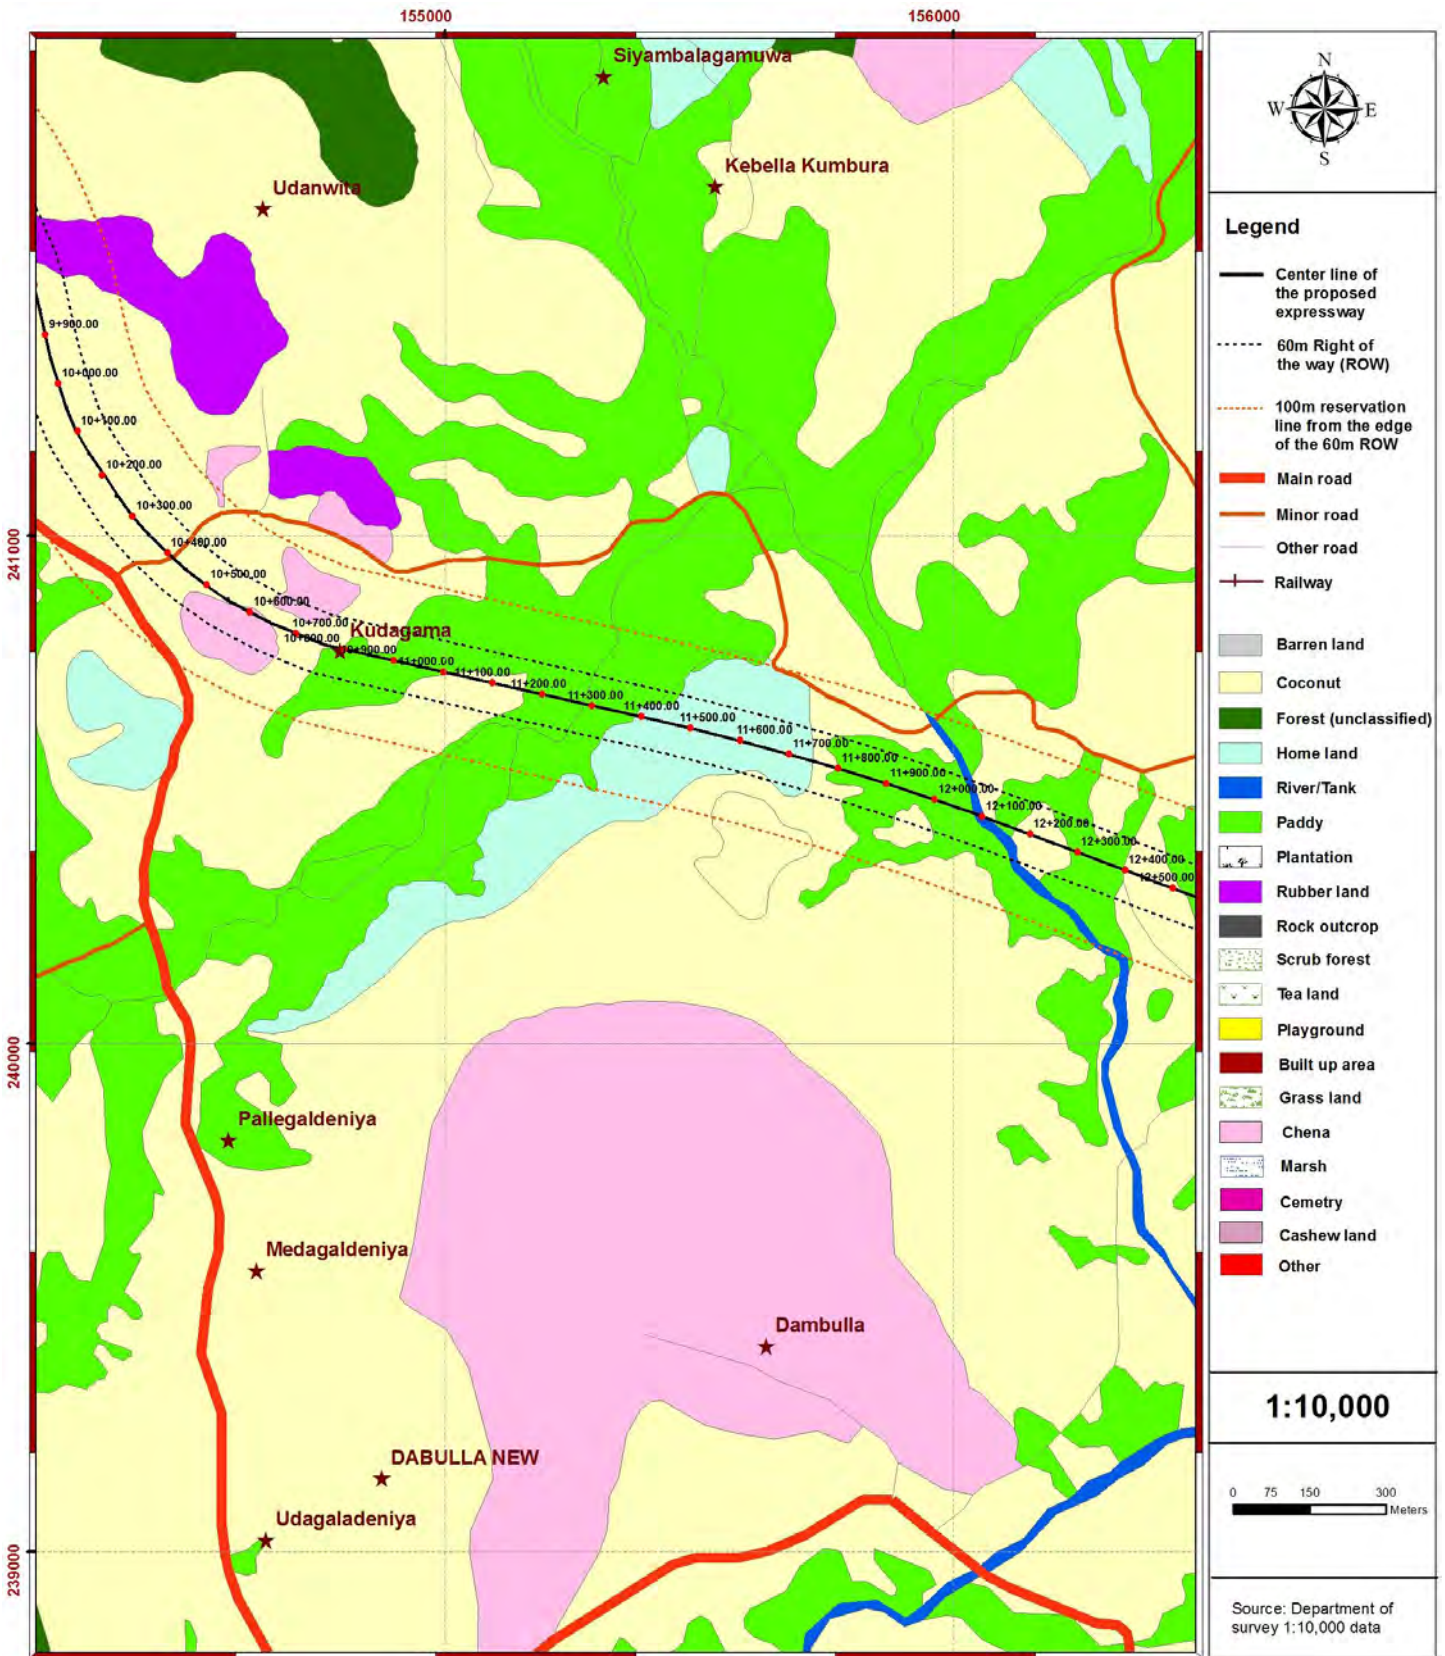 155000
156000
Siyambalagamuwa
Kebella Kumbura
Udanwita
9+900.00
10+000.00
10+100.00
10+200.00
10+300.00
10+400.00
10+500.00
10+600.00
10+700.00
10+800.00
Kudagama
10+900.00
11+000.00
11+100.00
11+200.00
11+300.00
11+400.00
11+500.00
11+600.00
11+700.00
11+800.00
11+900.00
12+000.00
12+100.00
12+200.00
12+300.00
12+400.00
12+500.00
241000
240000
239000
Pallegaldeniya
Medagaldeniya
Dambulla
DABULLA NEW
Udagaladeniya
N
W
E
S
Legend
Center line of
the proposed
expressway
60m Right of
the way (ROW)
100m reservation
line from the edge
of the 60m ROW
Main road
Minor road
Other road
Railway
Barren land
Coconut
Forest (unclassified)
Home land
River/Tank
Paddy
Plantation
Rubber land
Rock outcrop
Scrub forest
Tea land
Playground
Built up area
Grass land
Chena
Marsh
Cemetry
Cashew land
Other
1:10,000
0 75 150 300
Meters
Source: Department of
survey 1:10,000 data